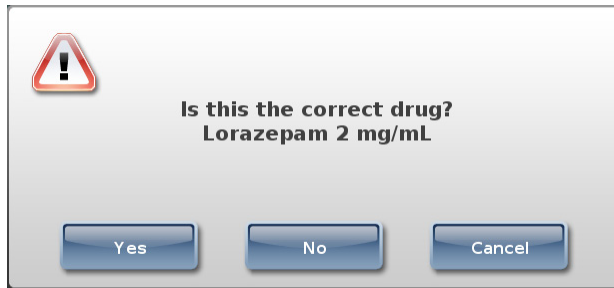 Is this the correct drug?
Lorazepam 2 mg/mL
Yes
No
Cancel